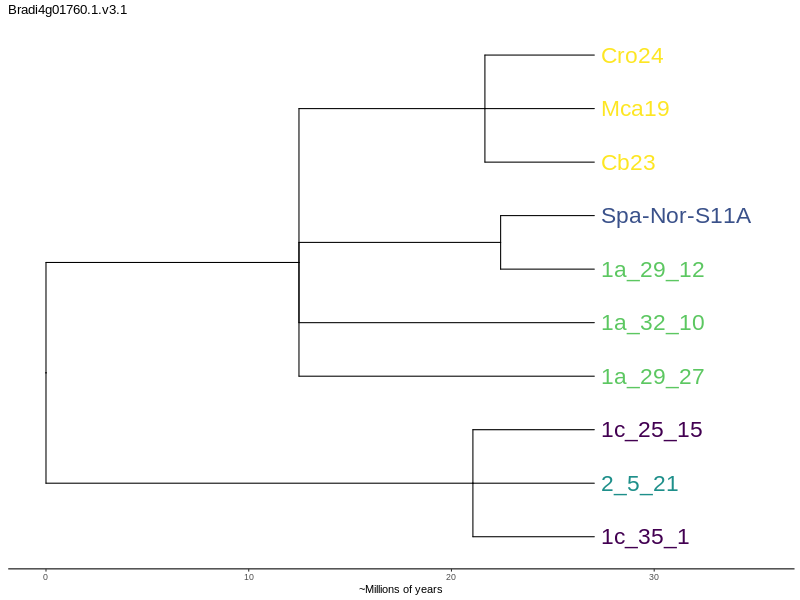 Bradi4g01760.1.v3.1
Cro24
Mca19
Cb23
Spa-Nor-S11A
1a_29_12
1a_32_10
1a_29_27
1c_25_15
2_5_21
1c_35_1
0 10 20 30
~Millions of years